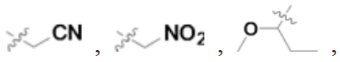 CN , NO2 , O ,